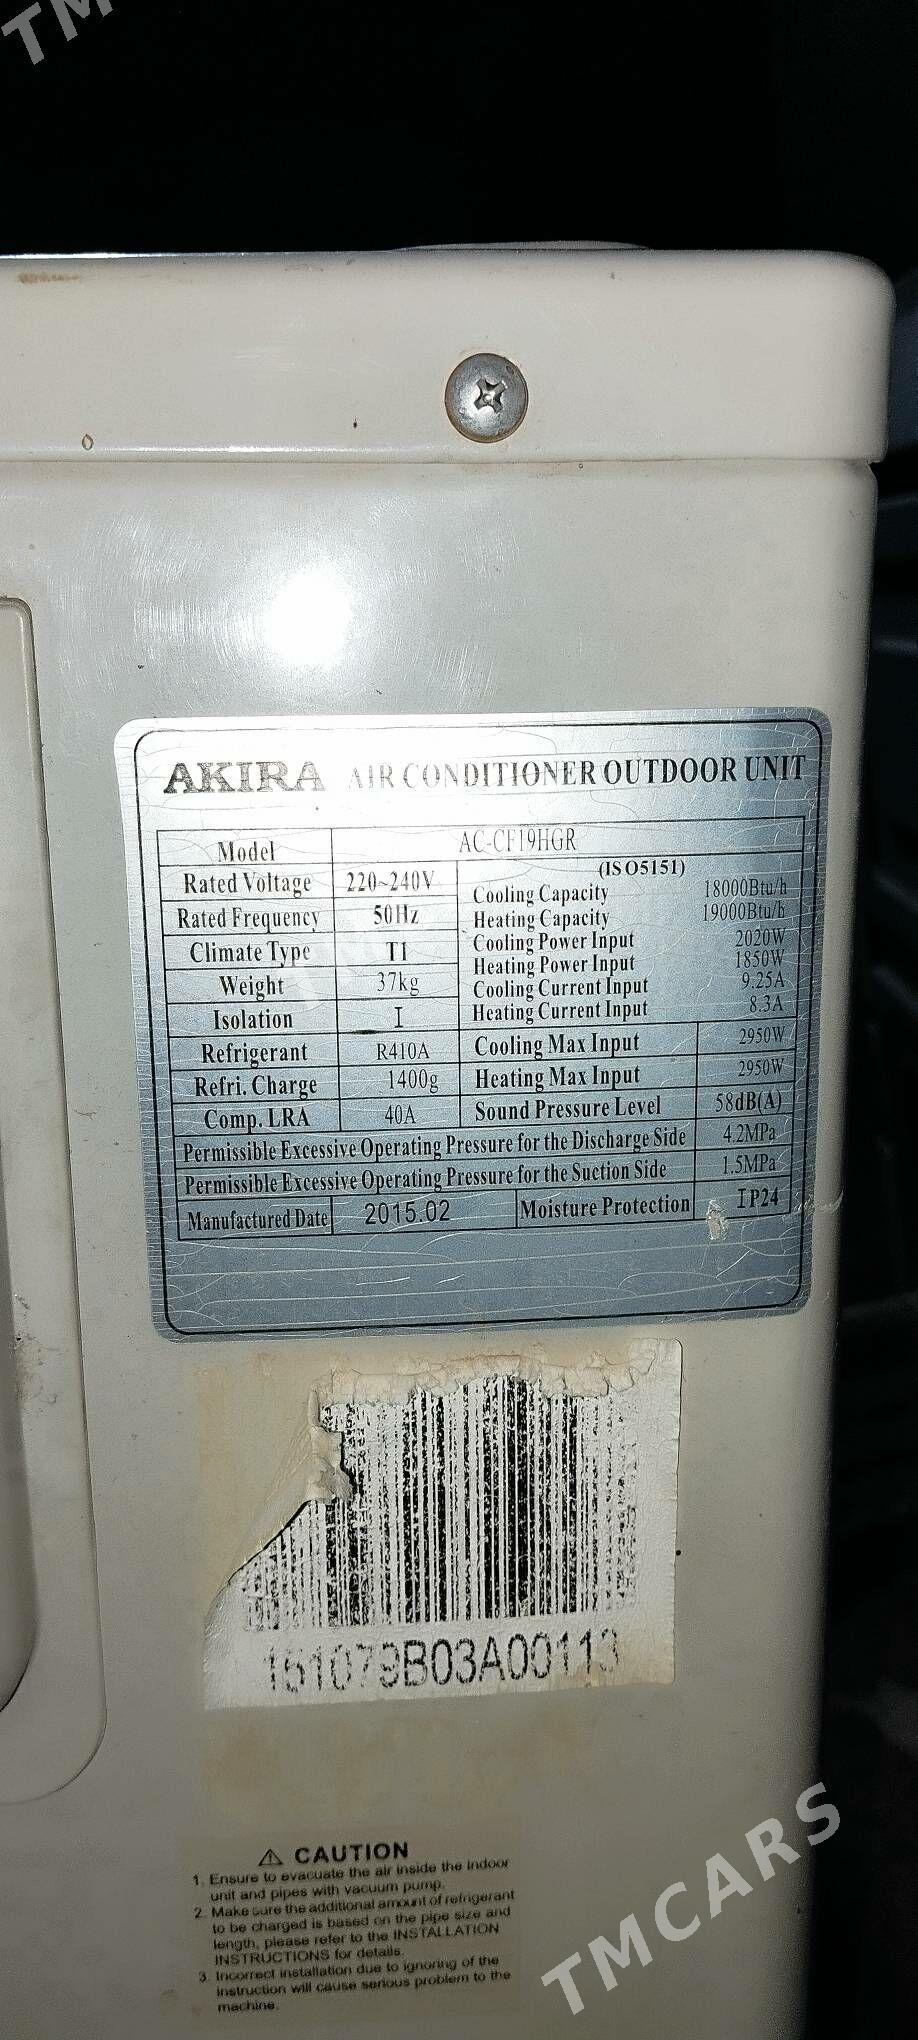 TM
AKIRA AIR CONDITIONER OUTDOOR UNIT
Model AC-CF19HGR
Rated Voltage 220~240V
Rated Frequency 50Hz
Climate Type T1
Weight 37kg
Isolation I
Refrigerant R410A
Refri. Charge 1400g
Comp. LRA 40A
(ISO5151)
Cooling Capacity 18000Btu/h
Heating Capacity 19000Btu/h
Cooling Power Input 2020W
Heating Power Input 1850W
Cooling Current Input 9.25A
Heating Current Input 8.3A
Cooling Max Input 2950W
Heating Max Input 2950W
Sound Pressure Level 58dB(A)
Permissible Excessive Operating Pressure for the Discharge Side 4.2MPa
Permissible Excessive Operating Pressure for the Suction Side 1.5MPa
Manufactured Date 2015.02 Moisture Protection IP24
151079B03A00113
⚠ CAUTION
1. Ensure to evacuate the air inside the indoor
unit and pipes with vacuum pump.
2. Make sure the additional amount of refrigerant
to be charged is based on the pipe size and
length, please refer to the INSTALLATION
INSTRUCTIONS for details.
3. Incorrect installation due to ignoring of the
instruction will cause serious problem to the
machine.
TMCARS